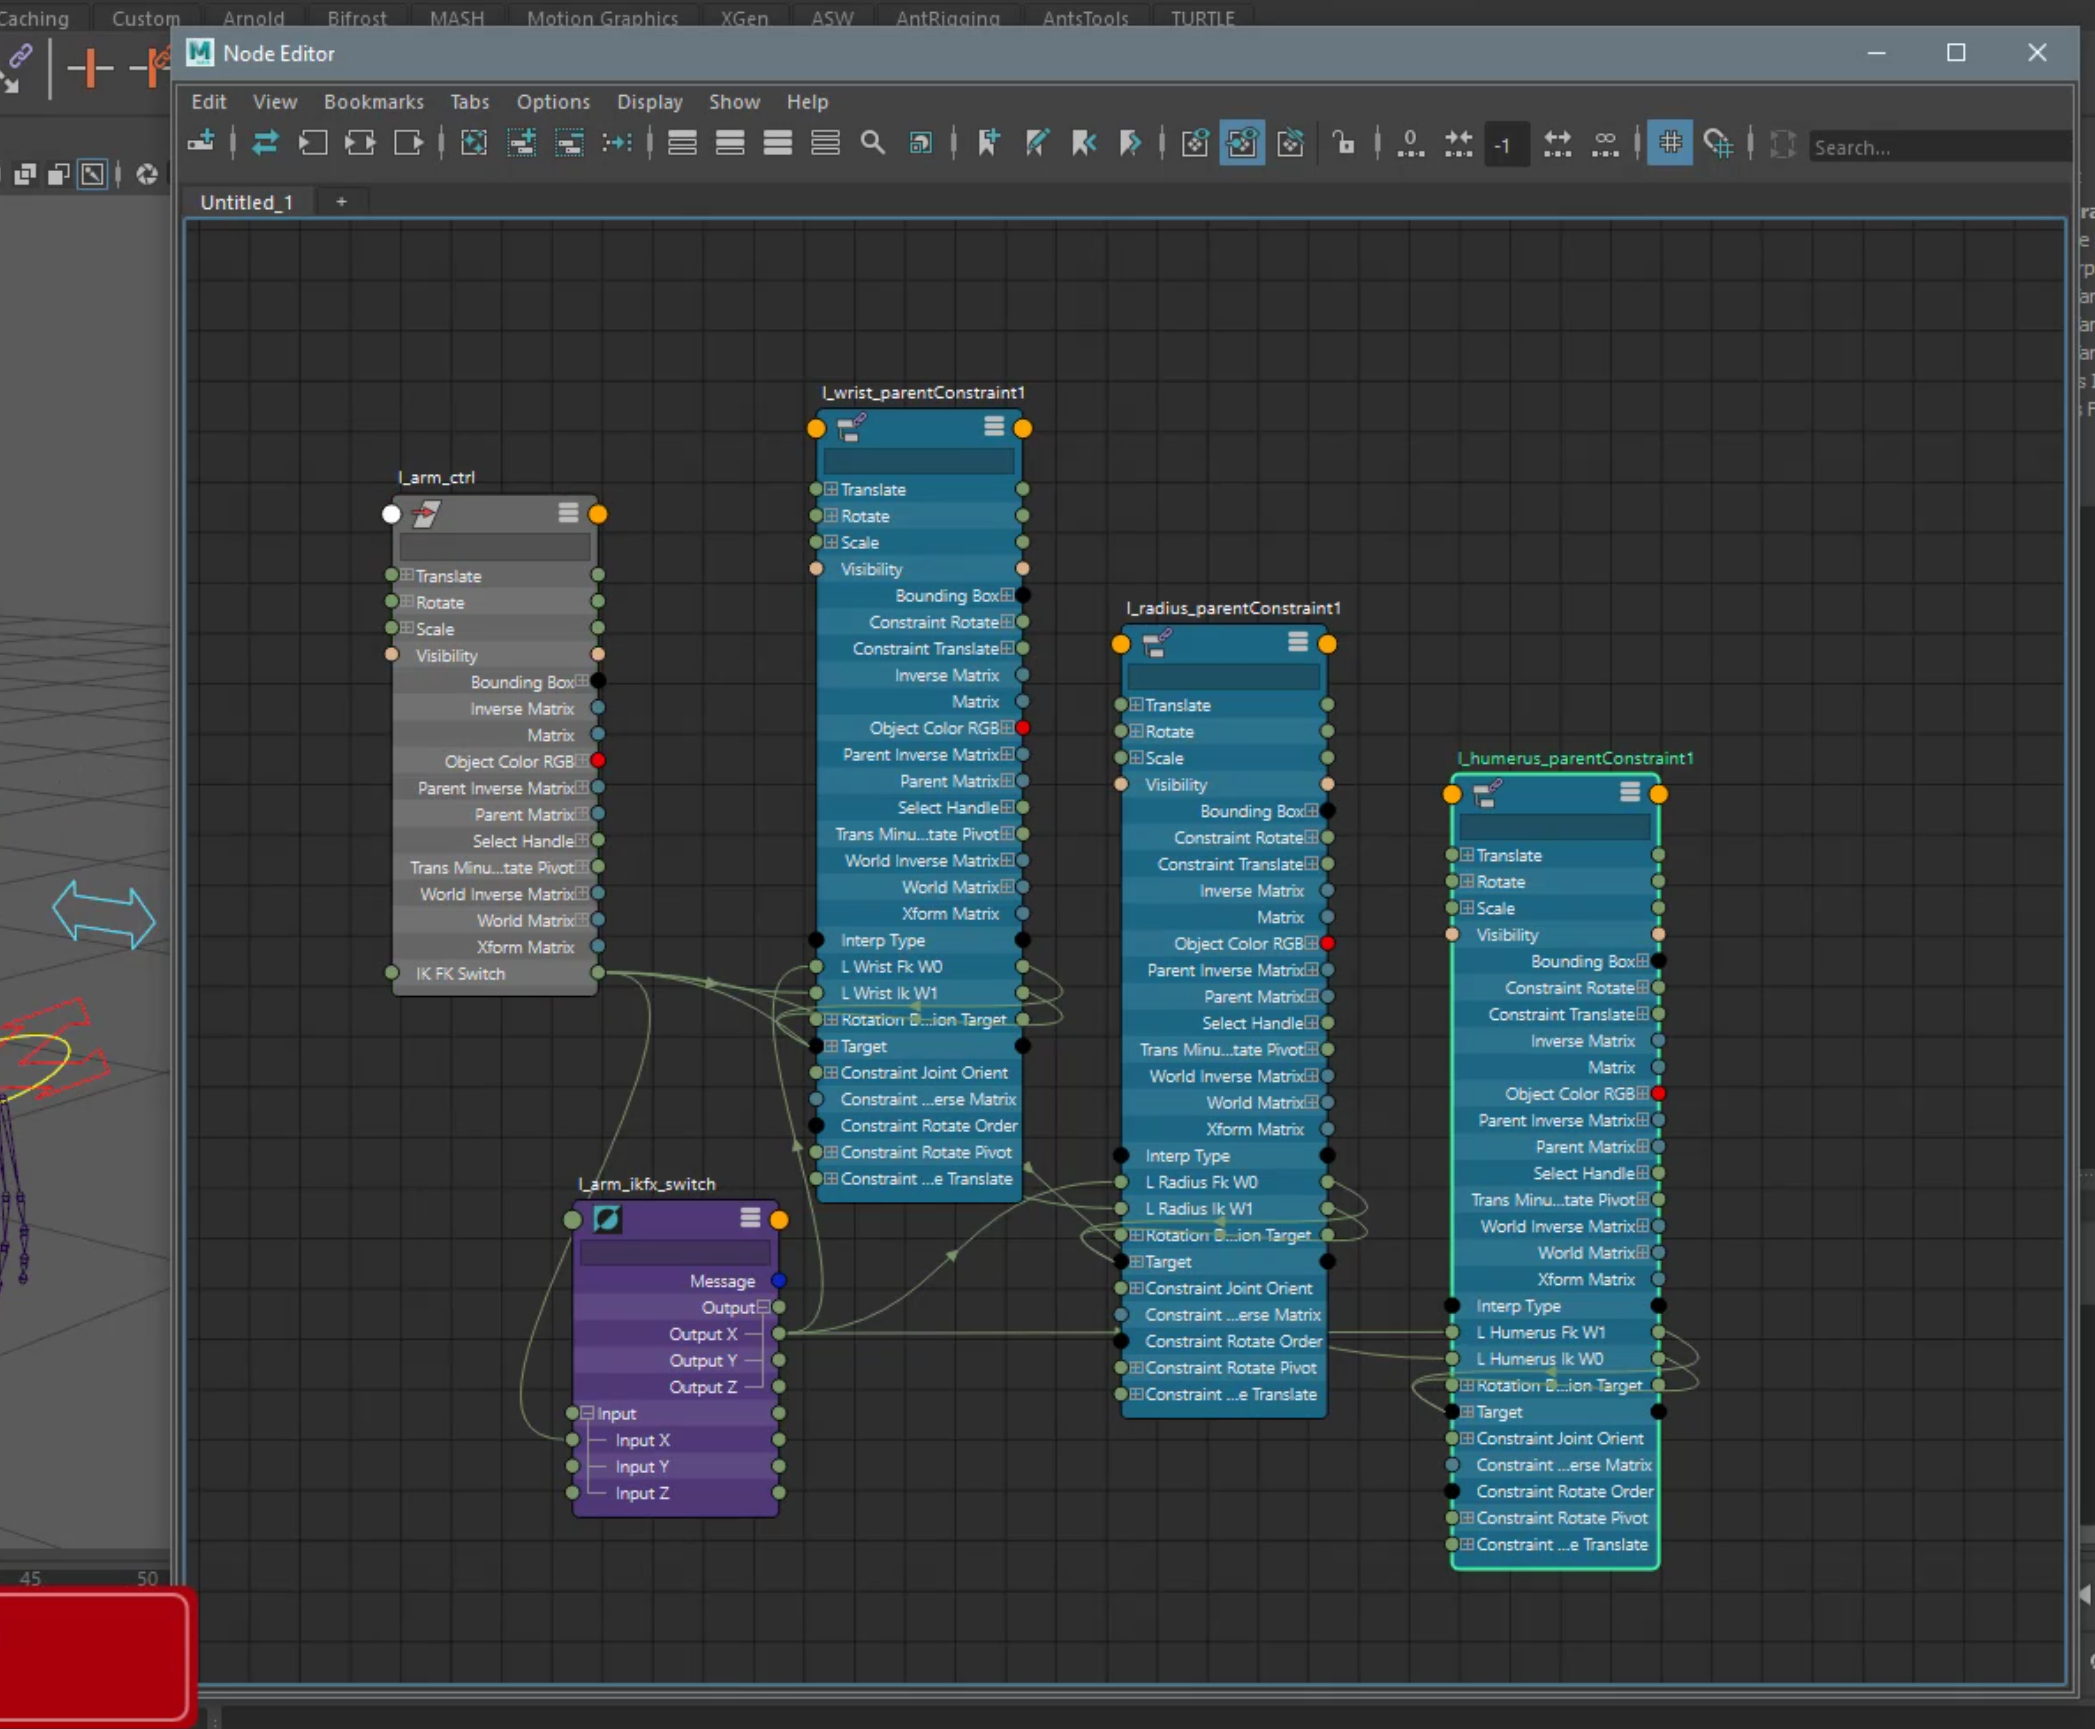 Caching Custom Arnold Bifrost MASH Motion Graphics XGen ASW AntRigging AntsTools TURTLE
Node Editor
Edit View Bookmarks Tabs Options Display Show Help
0 -1 ∞ Search...
Untitled_1 +
l_arm_ctrl
Translate
Rotate
Scale
Visibility
Bounding Box
Inverse Matrix
Matrix
Object Color RGB
Parent Inverse Matrix
Parent Matrix
Select Handle
Trans Minu...tate Pivot
World Inverse Matrix
World Matrix
Xform Matrix
IK FK Switch
l_wrist_parentConstraint1
Translate
Rotate
Scale
Visibility
Bounding Box
Constraint Rotate
Constraint Translate
Inverse Matrix
Matrix
Object Color RGB
Parent Inverse Matrix
Parent Matrix
Select Handle
Trans Minu...tate Pivot
World Inverse Matrix
World Matrix
Xform Matrix
Interp Type
L Wrist Fk W0
L Wrist Ik W1
Rotation D...ion Target
Target
Constraint Joint Orient
Constraint ...erse Matrix
Constraint Rotate Order
Constraint Rotate Pivot
Constraint ...e Translate
l_radius_parentConstraint1
Translate
Rotate
Scale
Visibility
Bounding Box
Constraint Rotate
Constraint Translate
Inverse Matrix
Matrix
Object Color RGB
Parent Inverse Matrix
Parent Matrix
Select Handle
Trans Minu...tate Pivot
World Inverse Matrix
World Matrix
Xform Matrix
Interp Type
L Radius Fk W0
L Radius Ik W1
Rotation D...ion Target
Target
Constraint Joint Orient
Constraint ...erse Matrix
Constraint Rotate Order
Constraint Rotate Pivot
Constraint ...e Translate
l_humerus_parentConstraint1
Translate
Rotate
Scale
Visibility
Bounding Box
Constraint Rotate
Constraint Translate
Inverse Matrix
Matrix
Object Color RGB
Parent Inverse Matrix
Parent Matrix
Select Handle
Trans Minu...tate Pivot
World Inverse Matrix
World Matrix
Xform Matrix
Interp Type
L Humerus Fk W1
L Humerus Ik W0
Rotation D...ion Target
Target
Constraint Joint Orient
Constraint ...erse Matrix
Constraint Rotate Order
Constraint Rotate Pivot
Constraint ...e Translate
l_arm_ikfx_switch
Message
Output
Output X
Output Y
Output Z
Input
Input X
Input Y
Input Z
45 50